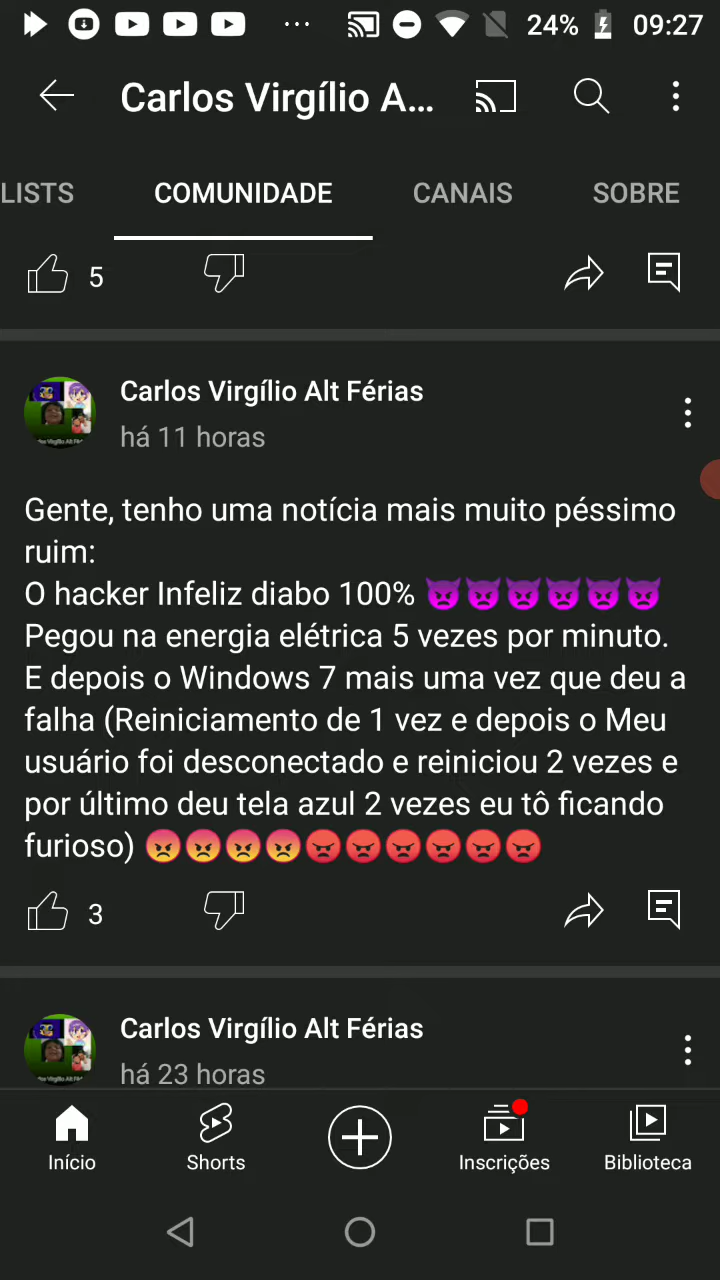 24% 09:27
Carlos Virgílio A...
LISTS COMUNIDADE CANAIS SOBRE
5
Carlos Virgílio Alt Férias
há 11 horas
Gente, tenho uma notícia mais muito péssimo
ruim:
O hacker Infeliz diabo 100% 👿👿👿👿👿👿
Pegou na energia elétrica 5 vezes por minuto.
E depois o Windows 7 mais uma vez que deu a
falha (Reiniciamento de 1 vez e depois o Meu
usuário foi desconectado e reiniciou 2 vezes e
por último deu tela azul 2 vezes eu tô ficando
furioso) 😡😡😡😡😡😡😡😡😡😡
3
Carlos Virgílio Alt Férias
há 23 horas
Início Shorts Inscrições Biblioteca